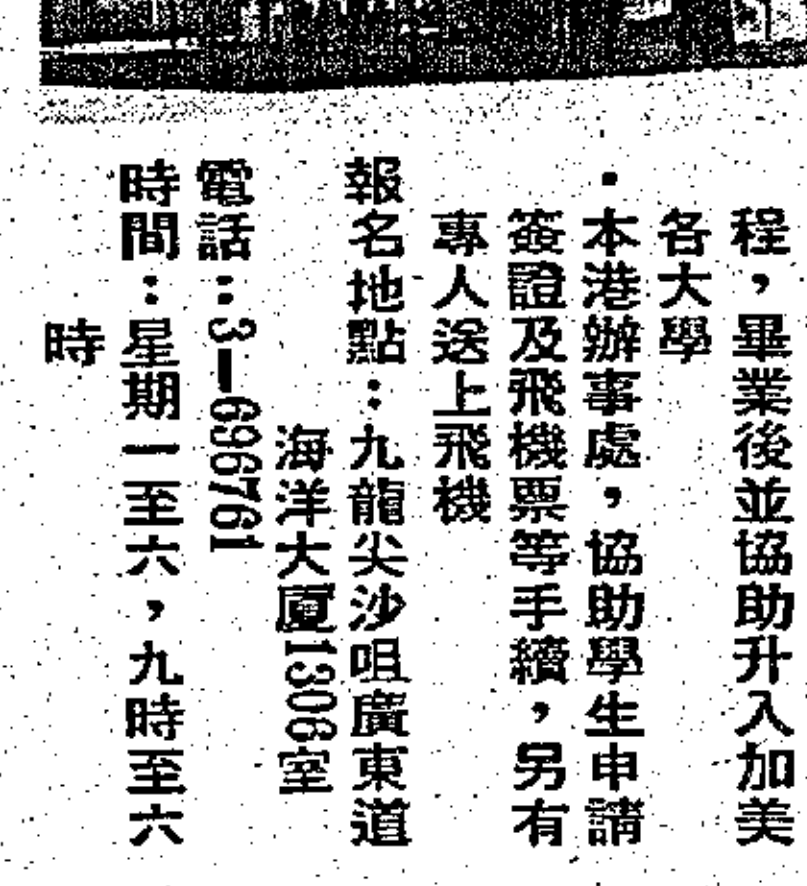 程，畢業後並協助升入加美
各大學
・本港辦事處，協助學生申請
簽證及飛機票等手續，另有
專人送上飛機
報名地點：九龍尖沙咀廣東道
海洋大廈1306室
電話：3—696761
時間：星期一至六，九時至六
時